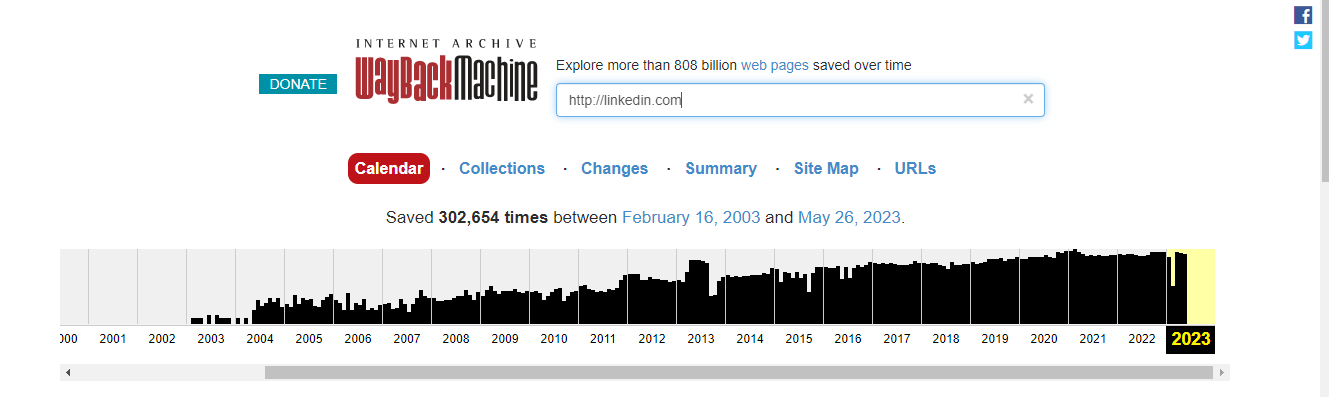 INTERNET ARCHIVE
WayBackMachine
DONATE
Explore more than 808 billion web pages saved over time
http://linkedin.com ×
Calendar · Collections · Changes · Summary · Site Map · URLs
Saved 302,654 times between February 16, 2003 and May 26, 2023.
00 2001 2002 2003 2004 2005 2006 2007 2008 2009 2010 2011 2012 2013 2014 2015 2016 2017 2018 2019 2020 2021 2022 2023